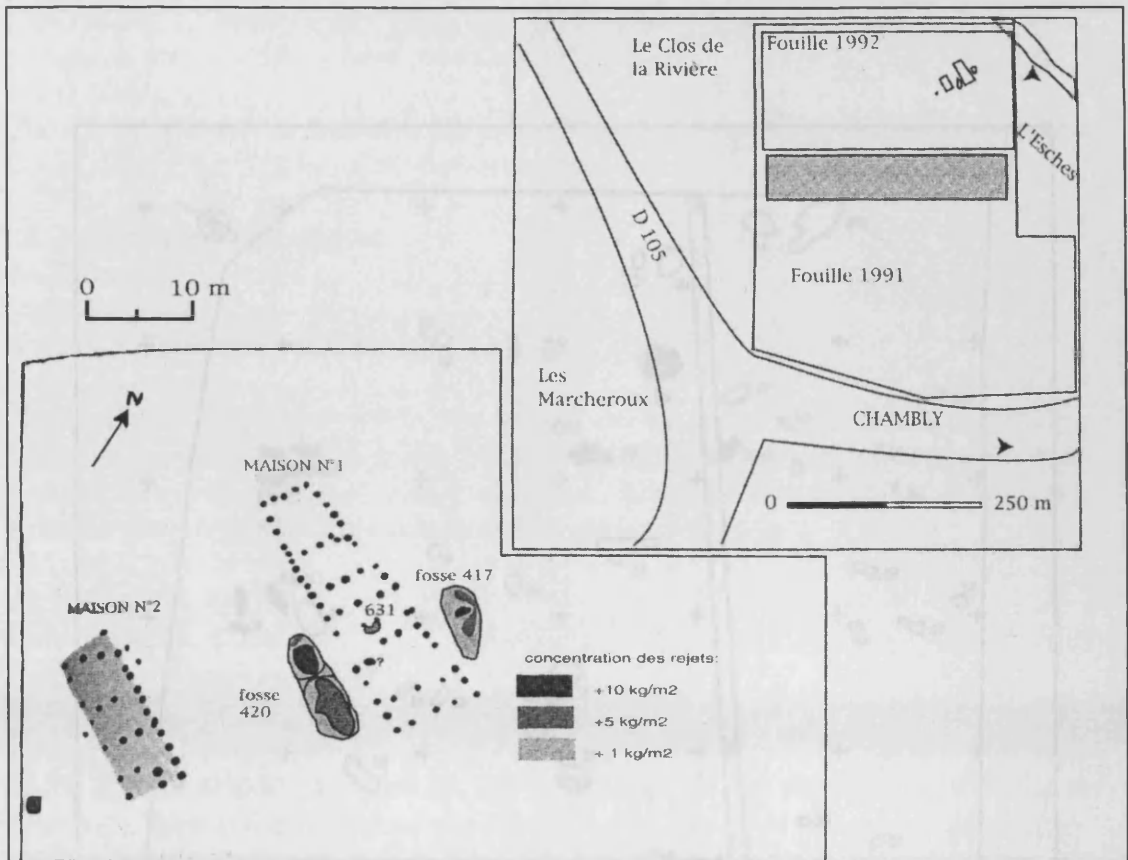 Le Clos de
la Rivière
Fouille 1992
L'Esches
D 105
Fouille 1991
Les
Marcheroux
CHAMBLY
0 250 m
0 10 m
N
MAISON N°1
MAISON N°2
fosse 417
631
?
fosse
420
concentration des rejets:
+10 kg/m2
+5 kg/m2
+ 1 kg/m2